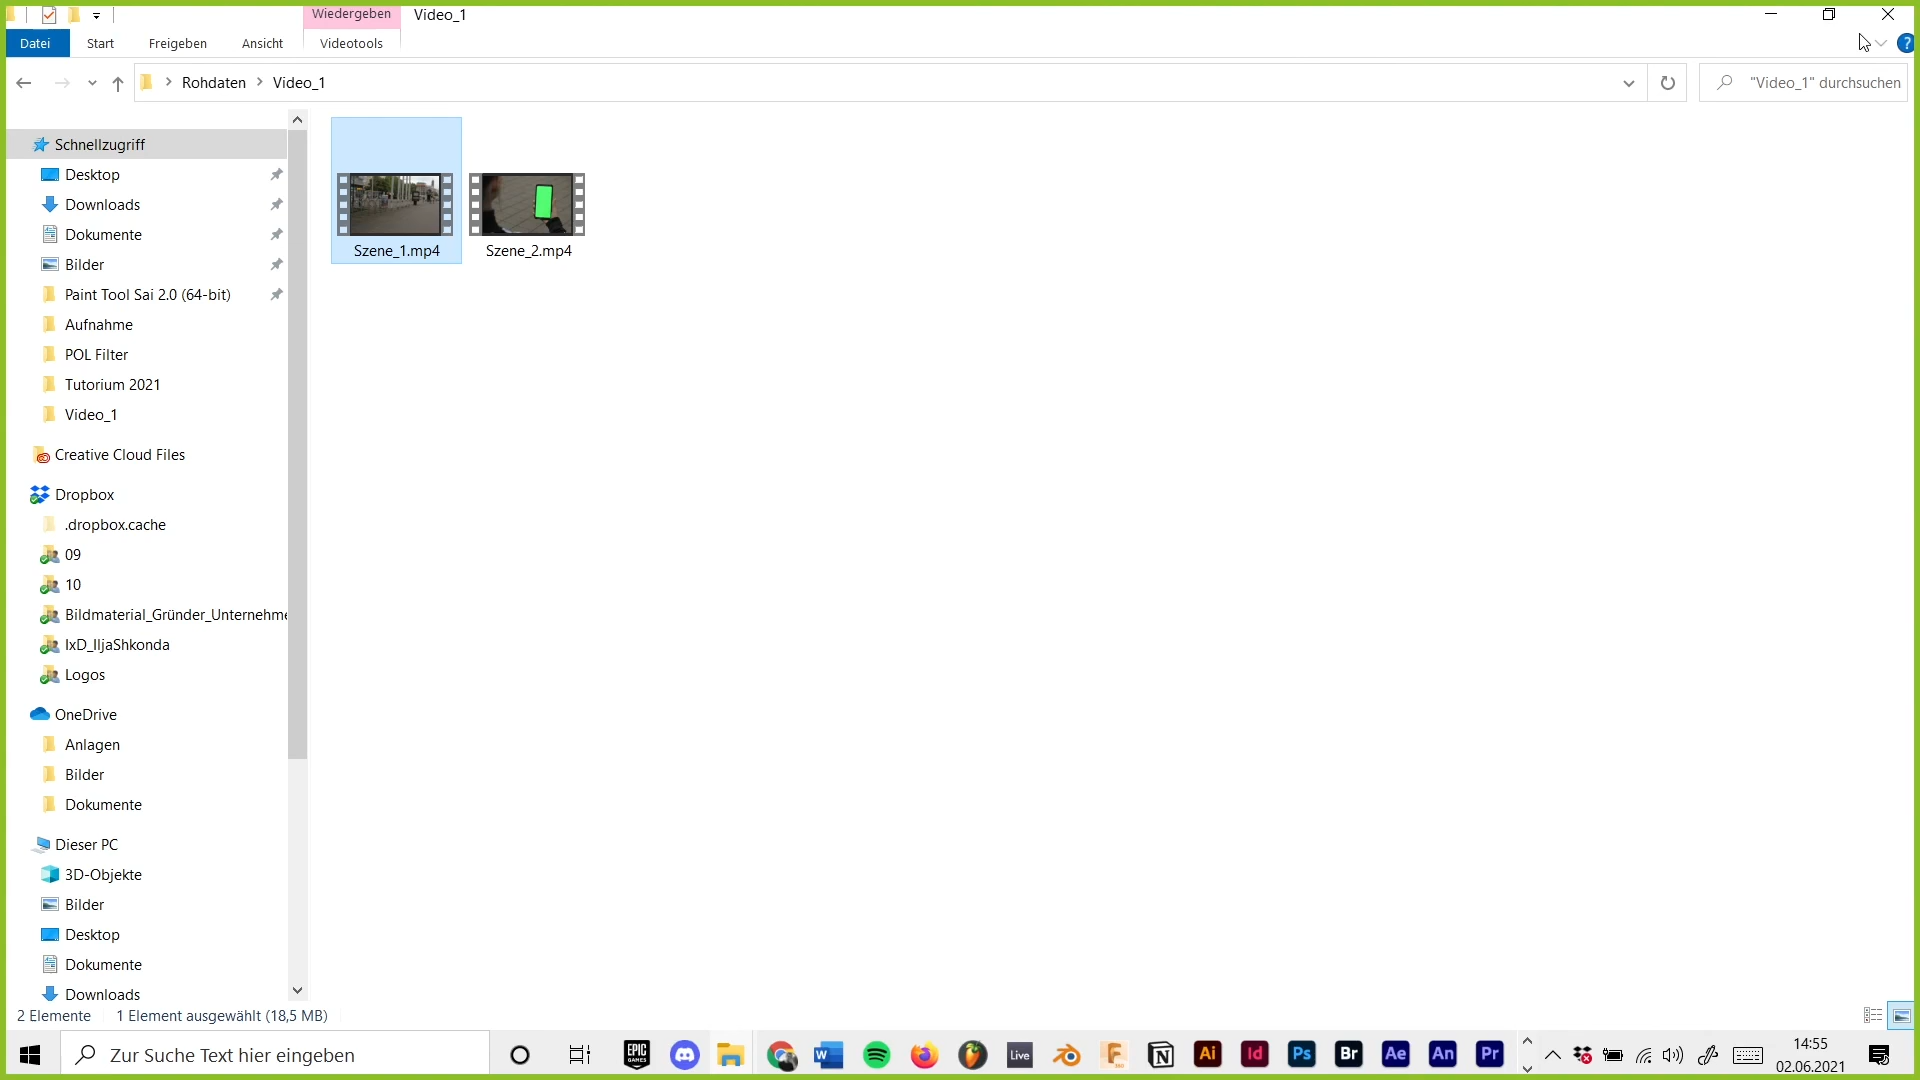 Wiedergeben
Video_1
Datei
Start
Freigeben
Ansicht
Videotools
?
Rohdaten
Video_1
"Video_1" durchsuchen
Schnellzugriff
Desktop
Downloads
Dokumente
Bilder
Paint Tool Sai 2.0 (64-bit)
Aufnahme
POL Filter
Tutorium 2021
Video_1
Creative Cloud Files
Dropbox
.dropbox.cache
09
10
Bildmaterial_Gründer_Unternehme
IxD_IljaShkonda
Logos
OneDrive
Anlagen
Bilder
Dokumente
Dieser PC
3D-Objekte
Bilder
Desktop
Dokumente
Downloads
Szene_1.mp4
Szene_2.mp4
2 Elemente
1 Element ausgewählt (18,5 MB)
Zur Suche Text hier eingeben
EPIC
GAMES
W
Live
F
N
Ai
Id
Ps
Br
Ae
An
Pr
14:55
02.06.2021